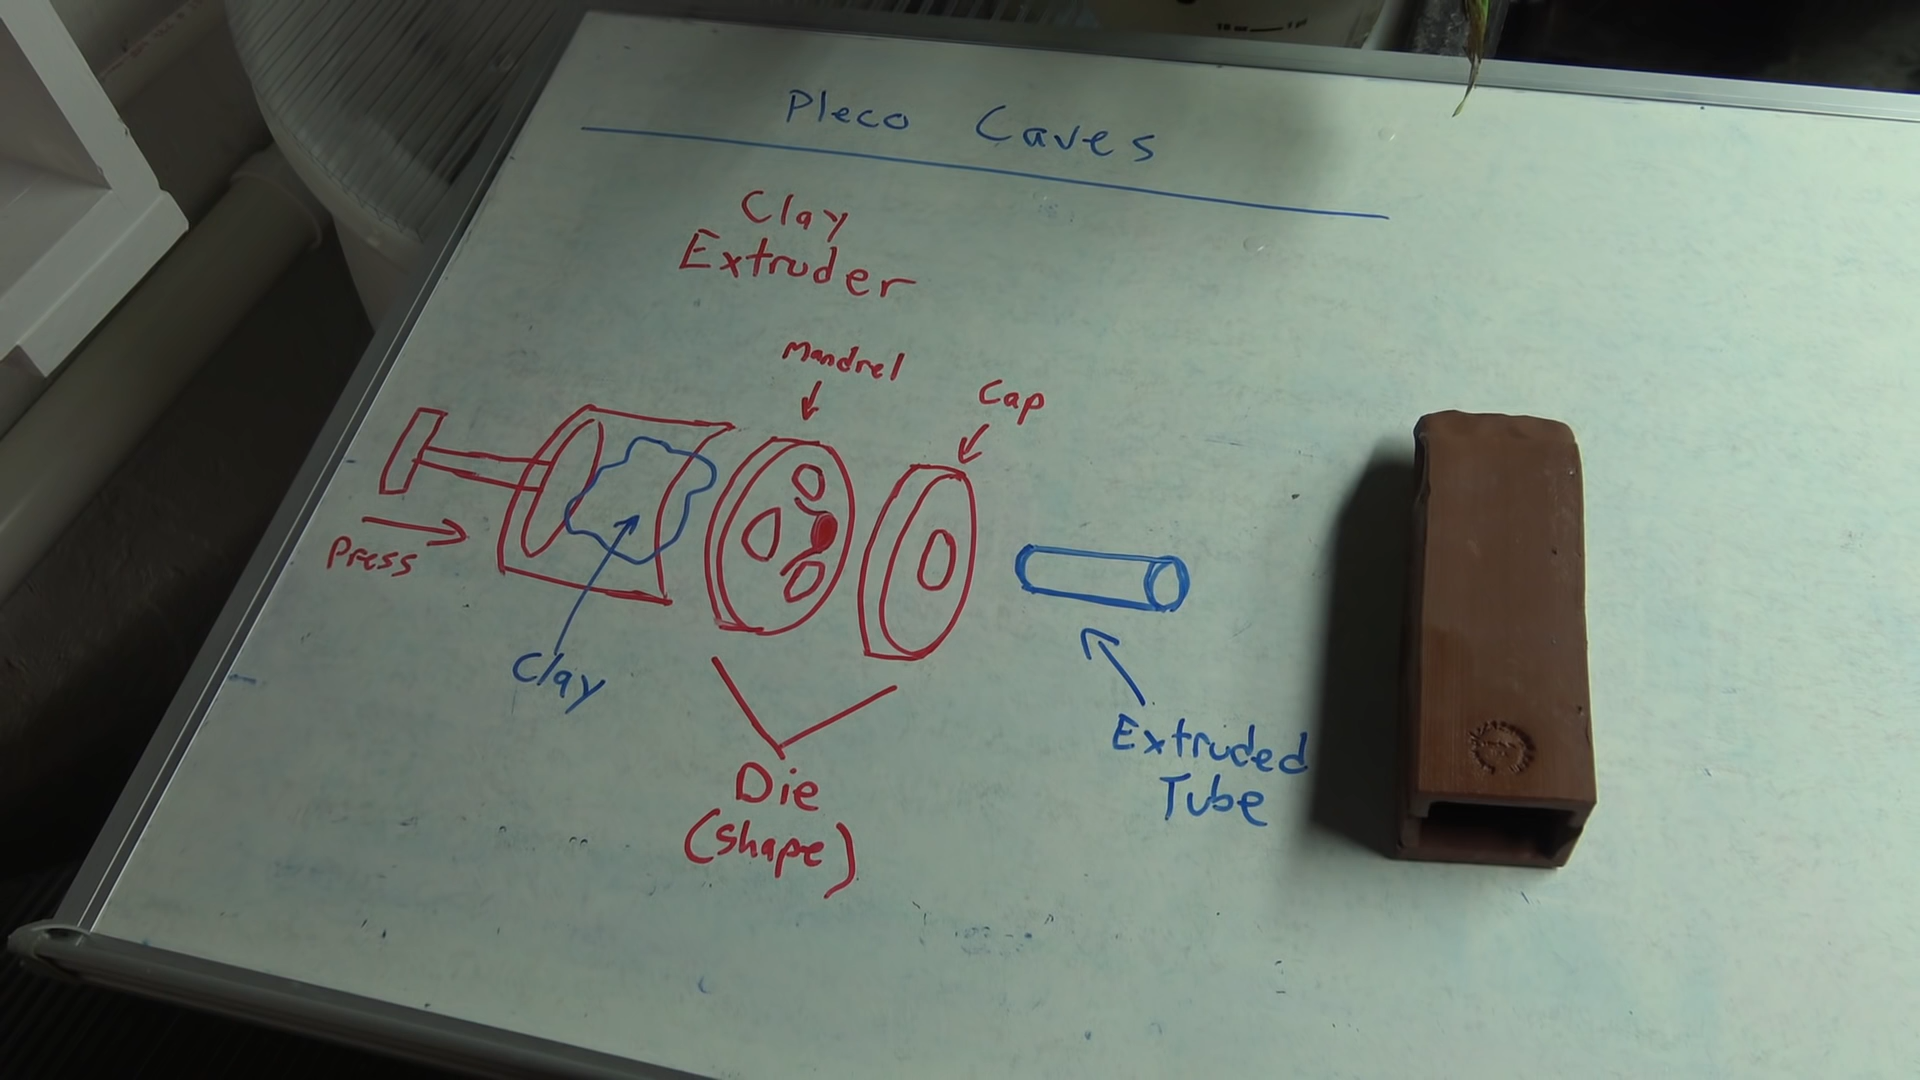 Pleco Caves
Clay
Extruder
Mandrel
Cap
Press
Clay
Die
(shape)
Extruded
Tube